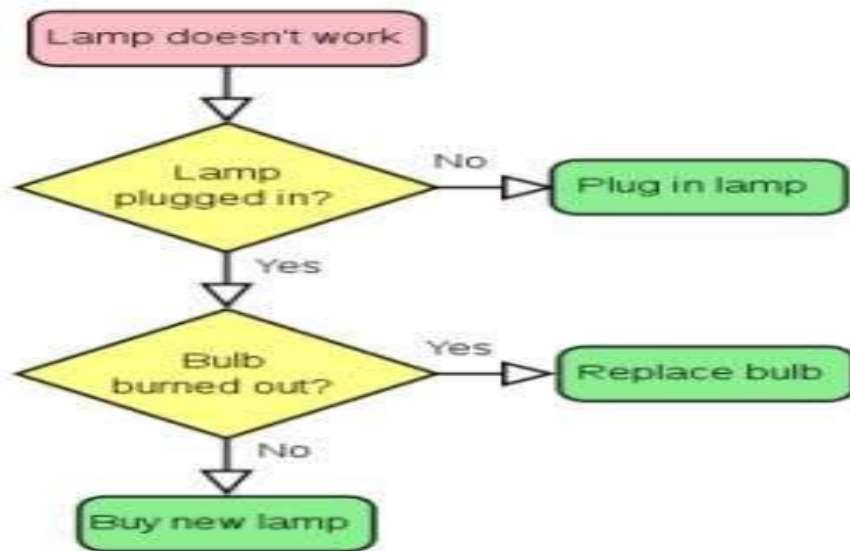 Lamp doesn't work
Lamp
plugged in?
No
Plug in lamp
Yes
Bulb
burned out?
Yes
Replace bulb
No
Buy new lamp